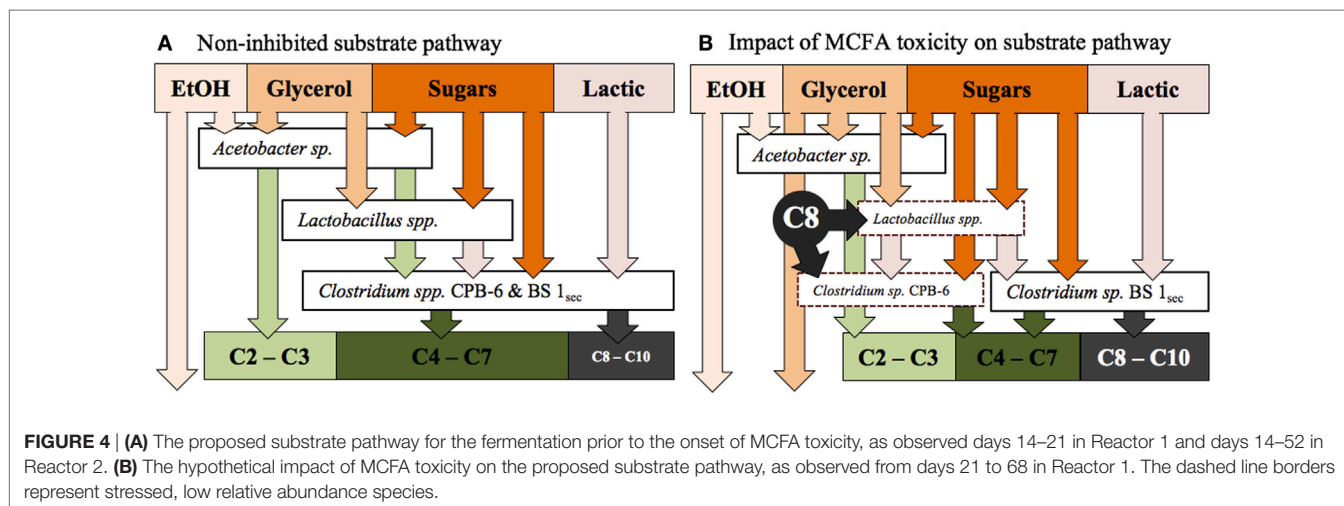 A Non-inhibited substrate pathway
EtOH Glycerol Sugars Lactic
Acetobacter sp.
Lactobacillus spp.
Clostridium spp. CPB-6 & BS 1sec
C2 – C3 C4 – C7 C8 – C10
B Impact of MCFA toxicity on substrate pathway
EtOH Glycerol Sugars Lactic
Acetobacter sp.
C8 Lactobacillus spp.
Clostridium sp. CPB-6 Clostridium sp. BS 1sec
C2 – C3 C4 – C7 C8 – C10
FIGURE 4 | (A) The proposed substrate pathway for the fermentation prior to the onset of MCFA toxicity, as observed days 14–21 in Reactor 1 and days 14–52 in
Reactor 2. (B) The hypothetical impact of MCFA toxicity on the proposed substrate pathway, as observed from days 21 to 68 in Reactor 1. The dashed line borders
represent stressed, low relative abundance species.